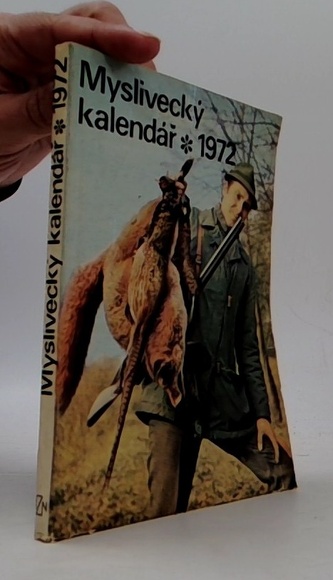 Myslivecký
kalendář * 1972
Myslivecký kalendář * 1972